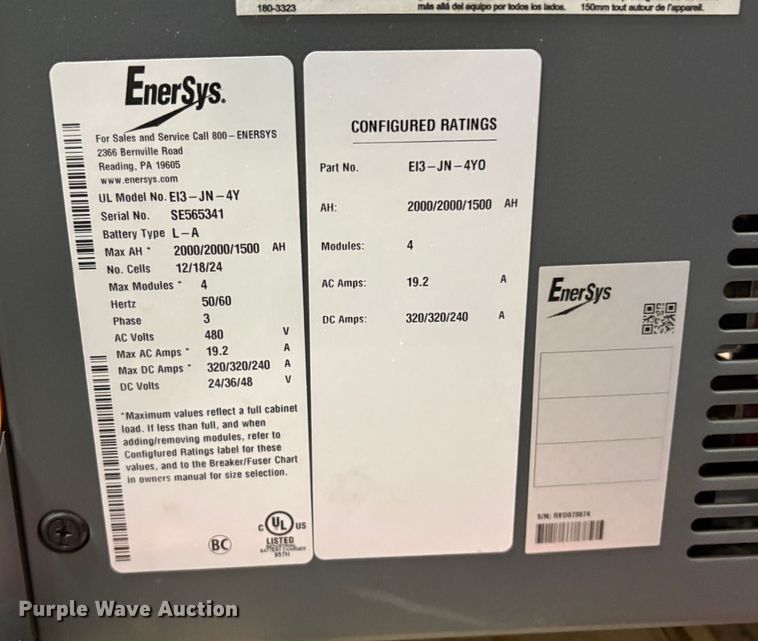 180-3323
más allá del equipo por todos los lados.
150mm tout autour de l'appareil.
EnerSys.
For Sales and Service Call 800-ENERSYS
2366 Bernville Road
Reading, PA 19605
www.enersys.com
UL Model No. EI3-JN-4Y
Serial No. SE565341
Battery Type L-A
Max AH * 2000/2000/1500 AH
No. Cells 12/18/24
Max Modules * 4
Hertz 50/60
Phase 3
AC Volts 480 V
Max AC Amps * 19.2 A
Max DC Amps * 320/320/240 A
DC Volts 24/36/48 V
*Maximum values reflect a full cabinet
load. If less than full, and when
adding/removing modules, refer to
Contigfured Ratings label for these
values, and to the Breaker/Fuser Chart
in owners manual for size selection.
BC
C UL US
LISTED
INDUSTRIAL
BATTERY CHARGER
957H
CONFIGURED RATINGS
Part No. EI3-JN-4Y0
AH: 2000/2000/1500 AH
Modules: 4
AC Amps: 19.2 A
DC Amps: 320/320/240 A
EnerSys
S/N: RVO073074
Purple Wave Auction